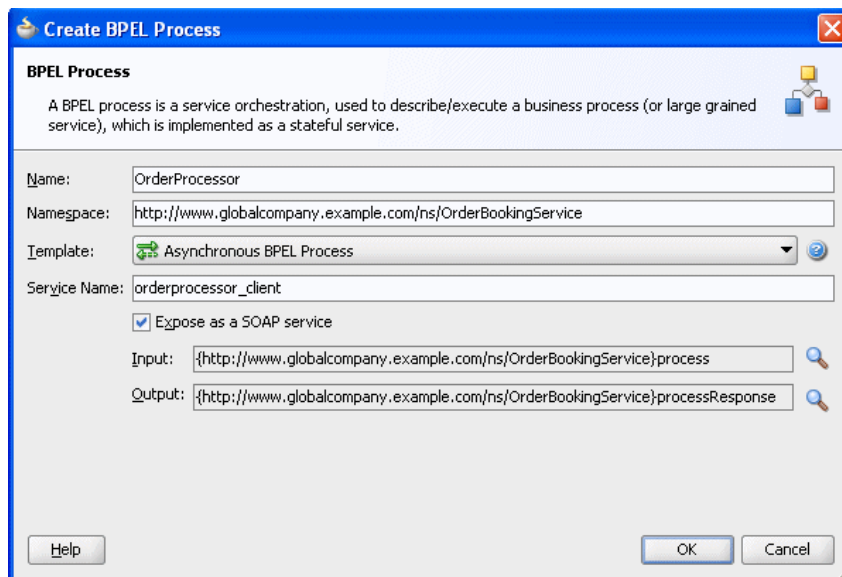 Create BPEL Process
BPEL Process
A BPEL process is a service orchestration, used to describe/execute a business process (or large grained
service), which is implemented as a stateful service.
Name: OrderProcessor
Namespace: http://www.globalcompany.example.com/ns/OrderBookingService
Template: Asynchronous BPEL Process
Service Name: orderprocessor_client
Expose as a SOAP service
Input: {http://www.globalcompany.example.com/ns/OrderBookingService}process
Output: {http://www.globalcompany.example.com/ns/OrderBookingService}processResponse
Help OK Cancel